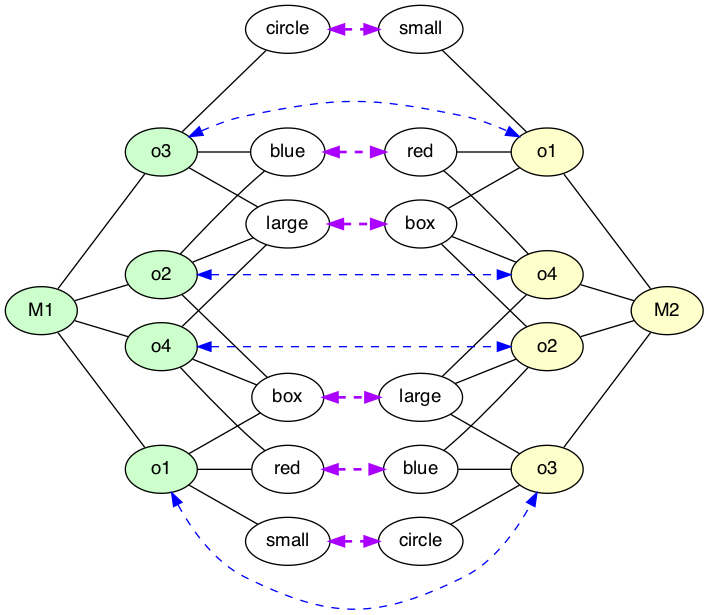 circle small
o3 blue red o1
large box
o2 o4
M1 M2
o4 o2
box large
o1 red blue o3
small circle